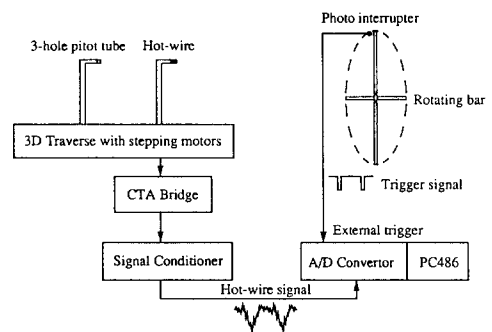 Photo interrupter
3-hole pitot tube
Hot-wire
Rotating bar
3D Traverse with stepping motors
CTA Bridge
Trigger signal
External trigger
Signal Conditioner
A/D Convertor
PC486
Hot-wire signal